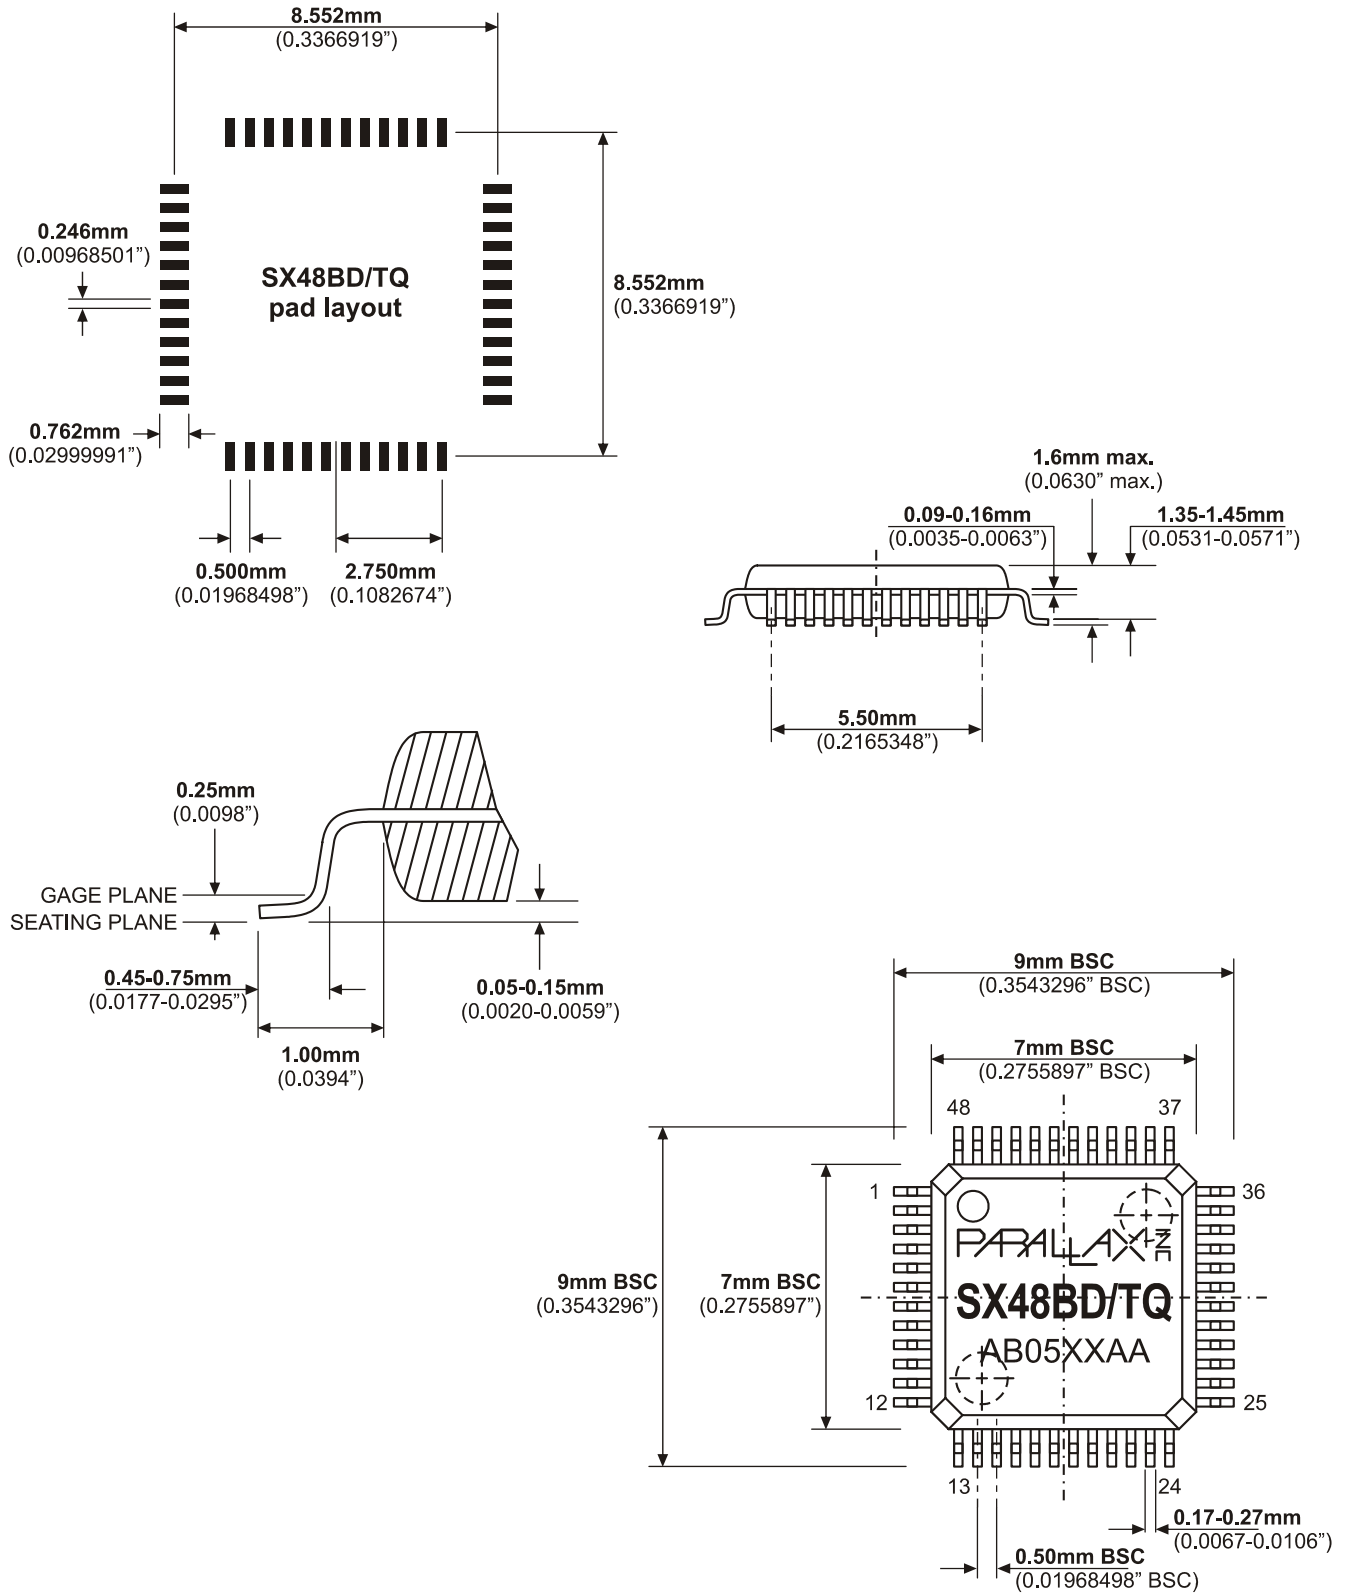 8.552mm
(0.3366919”)
0.246mm
(0.00968501”)
SX48BD/TQ
pad layout
8.552mm
(0.3366919”)
0.762mm
(0.02999991”)
0.500mm
(0.01968498”)
2.750mm
(0.1082674”)
1.6mm max.
(0.0630” max.)
0.09-0.16mm
(0.0035-0.0063”)
1.35-1.45mm
(0.0531-0.0571”)
5.50mm
(0.2165348”)
0.25mm
(0.0098”)
GAGE PLANE
SEATING PLANE
0.45-0.75mm
(0.0177-0.0295”)
0.05-0.15mm
(0.0020-0.0059”)
1.00mm
(0.0394”)
9mm BSC
(0.3543296” BSC)
7mm BSC
(0.2755897” BSC)
48
37
1
36
PARALLAX INC
9mm BSC
(0.3543296”)
7mm BSC
(0.2755897”)
SX48BD/TQ
AB05XXAA
12
25
13
24
0.17-0.27mm
(0.0067-0.0106”)
0.50mm BSC
(0.01968498” BSC)